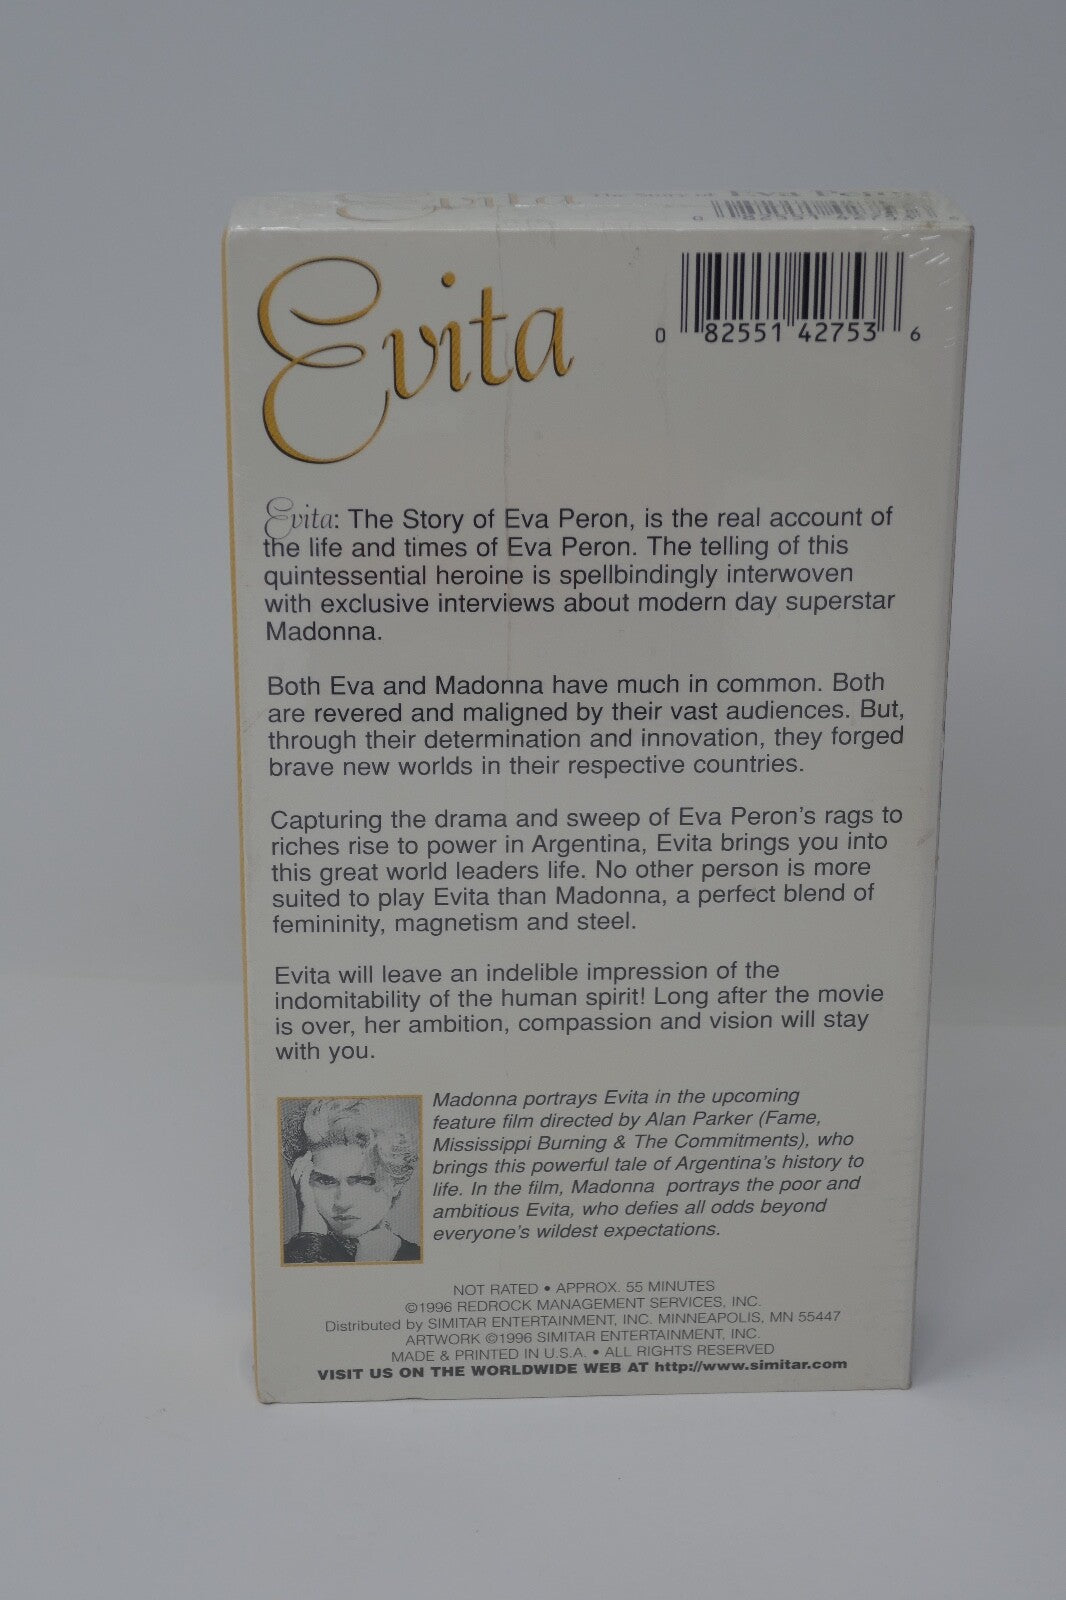 Evita The Story of Eva Peron
Evita
0 82551 42753 6
Evita: The Story of Eva Peron, is the real account of
the life and times of Eva Peron. The telling of this
quintessential heroine is spellbindingly interwoven
with exclusive interviews about modern day superstar
Madonna.
Both Eva and Madonna have much in common. Both
are revered and maligned by their vast audiences. But,
through their determination and innovation, they forged
brave new worlds in their respective countries.
Capturing the drama and sweep of Eva Peron's rags to
riches rise to power in Argentina, Evita brings you into
this great world leaders life. No other person is more
suited to play Evita than Madonna, a perfect blend of
femininity, magnetism and steel.
Evita will leave an indelible impression of the
indomitability of the human spirit! Long after the movie
is over, her ambition, compassion and vision will stay
with you.
Madonna portrays Evita in the upcoming
feature film directed by Alan Parker (Fame,
Mississippi Burning & The Commitments), who
brings this powerful tale of Argentina's history to
life. In the film, Madonna portrays the poor and
ambitious Evita, who defies all odds beyond
everyone's wildest expectations.
NOT RATED • APPROX. 55 MINUTES
©1996 REDROCK MANAGEMENT SERVICES, INC.
Distributed by SIMITAR ENTERTAINMENT, INC. MINNEAPOLIS, MN 55447
ARTWORK ©1996 SIMITAR ENTERTAINMENT, INC.
MADE & PRINTED IN U.S.A. • ALL RIGHTS RESERVED
VISIT US ON THE WORLDWIDE WEB AT http://www.simitar.com